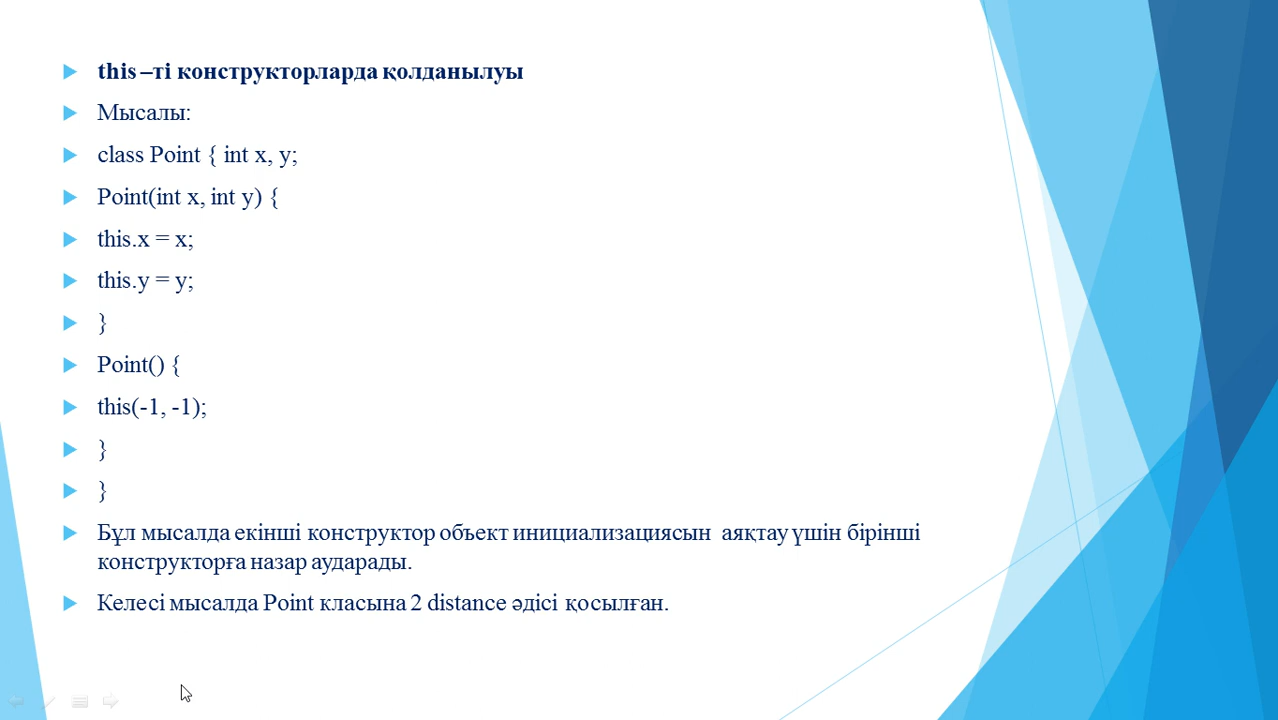 this –ті конструкторларда қолданылуы
Мысалы:
class Point { int x, y;
Point(int x, int y) {
this.x = x;
this.y = y;
}
Point() {
this(-1, -1);
}
}
Бұл мысалда екінші конструктор объект инициализациясын аяқтау үшін бірінші
конструкторға назар аударады.
Келесі мысалда Point класына 2 distance әдісі қосылған.